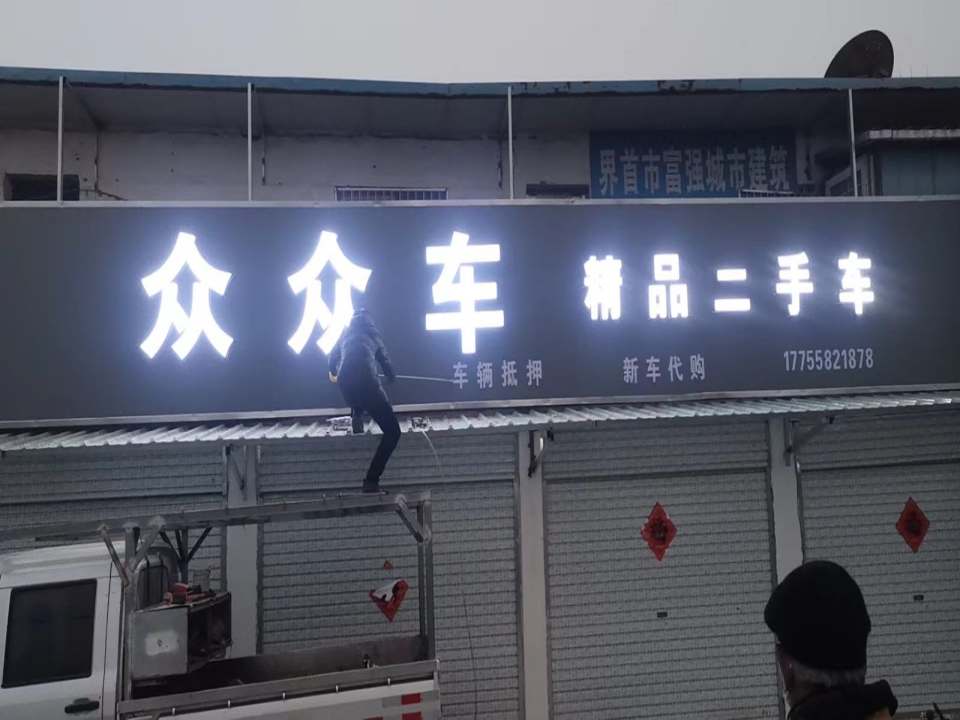 界首市富强城市建筑
众众车 精品二手车
车辆抵押 新车代购 17755821878